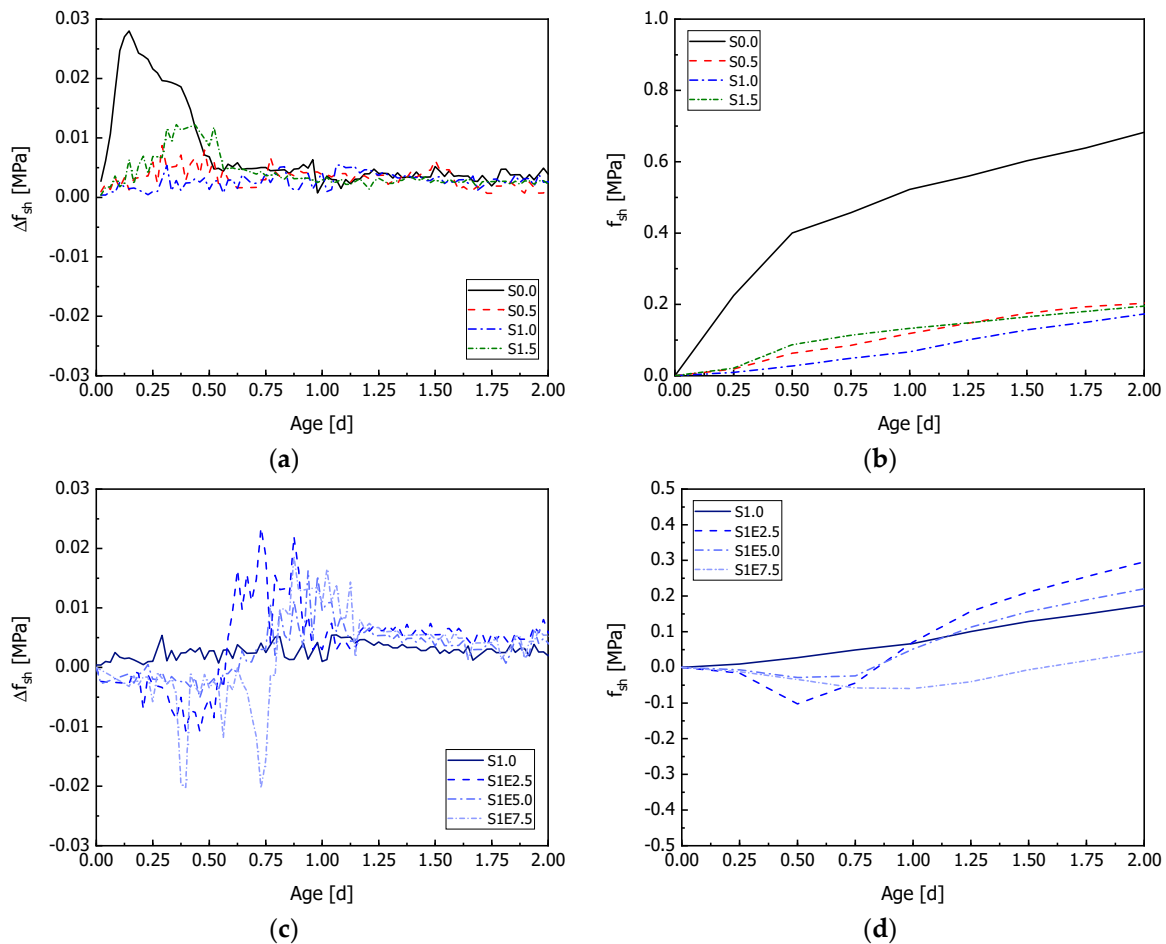 0.03
0.02
0.01
0.00
-0.01
-0.02
-0.03
Δf_sh [MPa]
S0.0
S0.5
S1.0
S1.5
0.00 0.25 0.50 0.75 1.00 1.25 1.50 1.75 2.00
Age [d]
(a)
1.0
0.8
0.6
0.4
0.2
0.0
f_sh [MPa]
S0.0
S0.5
S1.0
S1.5
0.00 0.25 0.50 0.75 1.00 1.25 1.50 1.75 2.00
Age [d]
(b)
0.03
0.02
0.01
0.00
-0.01
-0.02
-0.03
Δf_sh [MPa]
S1.0
S1E2.5
S1E5.0
S1E7.5
0.00 0.25 0.50 0.75 1.00 1.25 1.50 1.75 2.00
Age [d]
(c)
0.5
0.4
0.3
0.2
0.1
0.0
-0.1
-0.2
-0.3
-0.4
-0.5
f_sh [MPa]
S1.0
S1E2.5
S1E5.0
S1E7.5
0.00 0.25 0.50 0.75 1.00 1.25 1.50 1.75 2.00
Age [d]
(d)